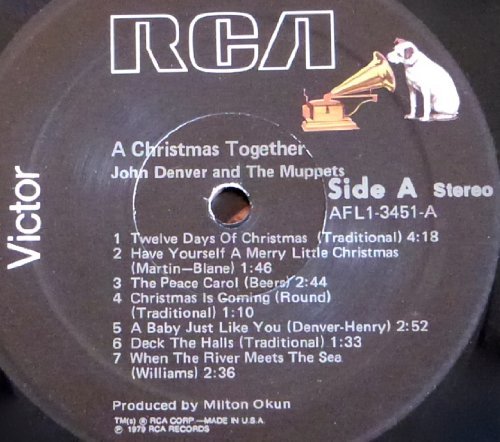 RCA
Victor
A Christmas Together
John Denver and The Muppets
Side A Stereo
AFL1-3451-A
1 Twelve Days Of Christmas (Traditional) 4:18
2 Have Yourself A Merry Little Christmas
(Martin-Blane) 1:46
3 The Peace Carol (Beers) 2:44
4 Christmas Is Coming (Round)
(Traditional) 1:10
5 A Baby Just Like You (Denver-Henry) 2:52
6 Deck The Halls (Traditional) 1:33
7 When The River Meets The Sea
(Williams) 2:36
Produced by Milton Okun
TM(s) ® RCA CORP—MADE IN U.S.A.
℗ 1979 RCA RECORDS